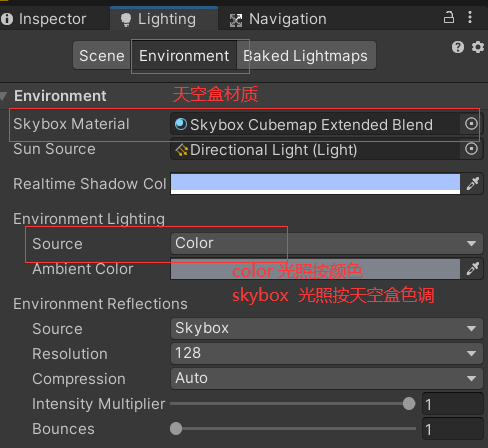 Inspector Lighting Navigation
Scene Environment Baked Lightmaps
Environment 天空盒材质
Skybox Material Skybox Cubemap Extended Blend
Sun Source Directional Light (Light)
Realtime Shadow Col
Environment Lighting
Source Color
Ambient Color color 光照按颜色
skybox 光照按天空盒色调
Environment Reflections
Source Skybox
Resolution 128
Compression Auto
Intensity Multiplier 1
Bounces 1